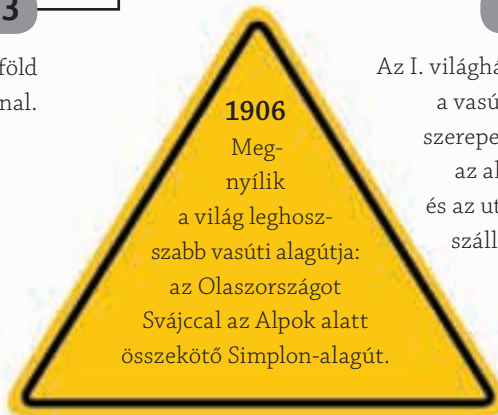 3
föld
nal.
1906
Meg-
nyílik
a világ leghosz-
szabb vasúti alagútja:
az Olaszországot
Svájccal az Alpok alatt
összekötő Simplon-alagút.
Az I. világhá
a vasú
szerepe
az al
és az ut
száll